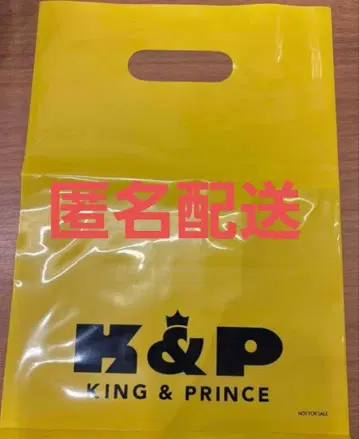 匿名配送
K&P
KING & PRINCE
NOT FOR SALE